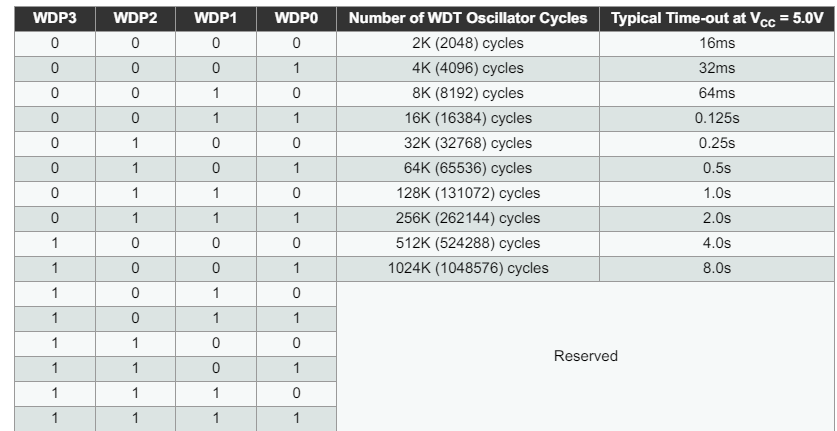 WDP3 WDP2 WDP1 WDP0 Number of WDT Oscillator Cycles Typical Time-out at VCC = 5.0V
0 0 0 0 2K (2048) cycles 16ms
0 0 0 1 4K (4096) cycles 32ms
0 0 1 0 8K (8192) cycles 64ms
0 0 1 1 16K (16384) cycles 0.125s
0 1 0 0 32K (32768) cycles 0.25s
0 1 0 1 64K (65536) cycles 0.5s
0 1 1 0 128K (131072) cycles 1.0s
0 1 1 1 256K (262144) cycles 2.0s
1 0 0 0 512K (524288) cycles 4.0s
1 0 0 1 1024K (1048576) cycles 8.0s
1 0 1 0
1 0 1 1
1 1 0 0
Reserved
1 1 0 1
1 1 1 0
1 1 1 1